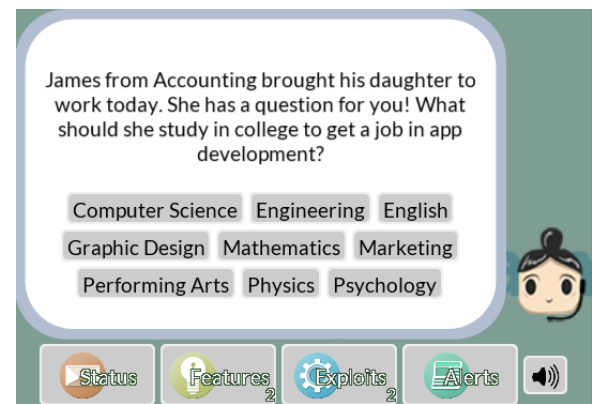 James from Accounting brought his daughter to
work today. She has a question for you! What
should she study in college to get a job in app
development?
Computer Science Engineering English
Graphic Design Mathematics Marketing
Performing Arts Physics Psychology
Status Features 2 Exploits 2 Alerts